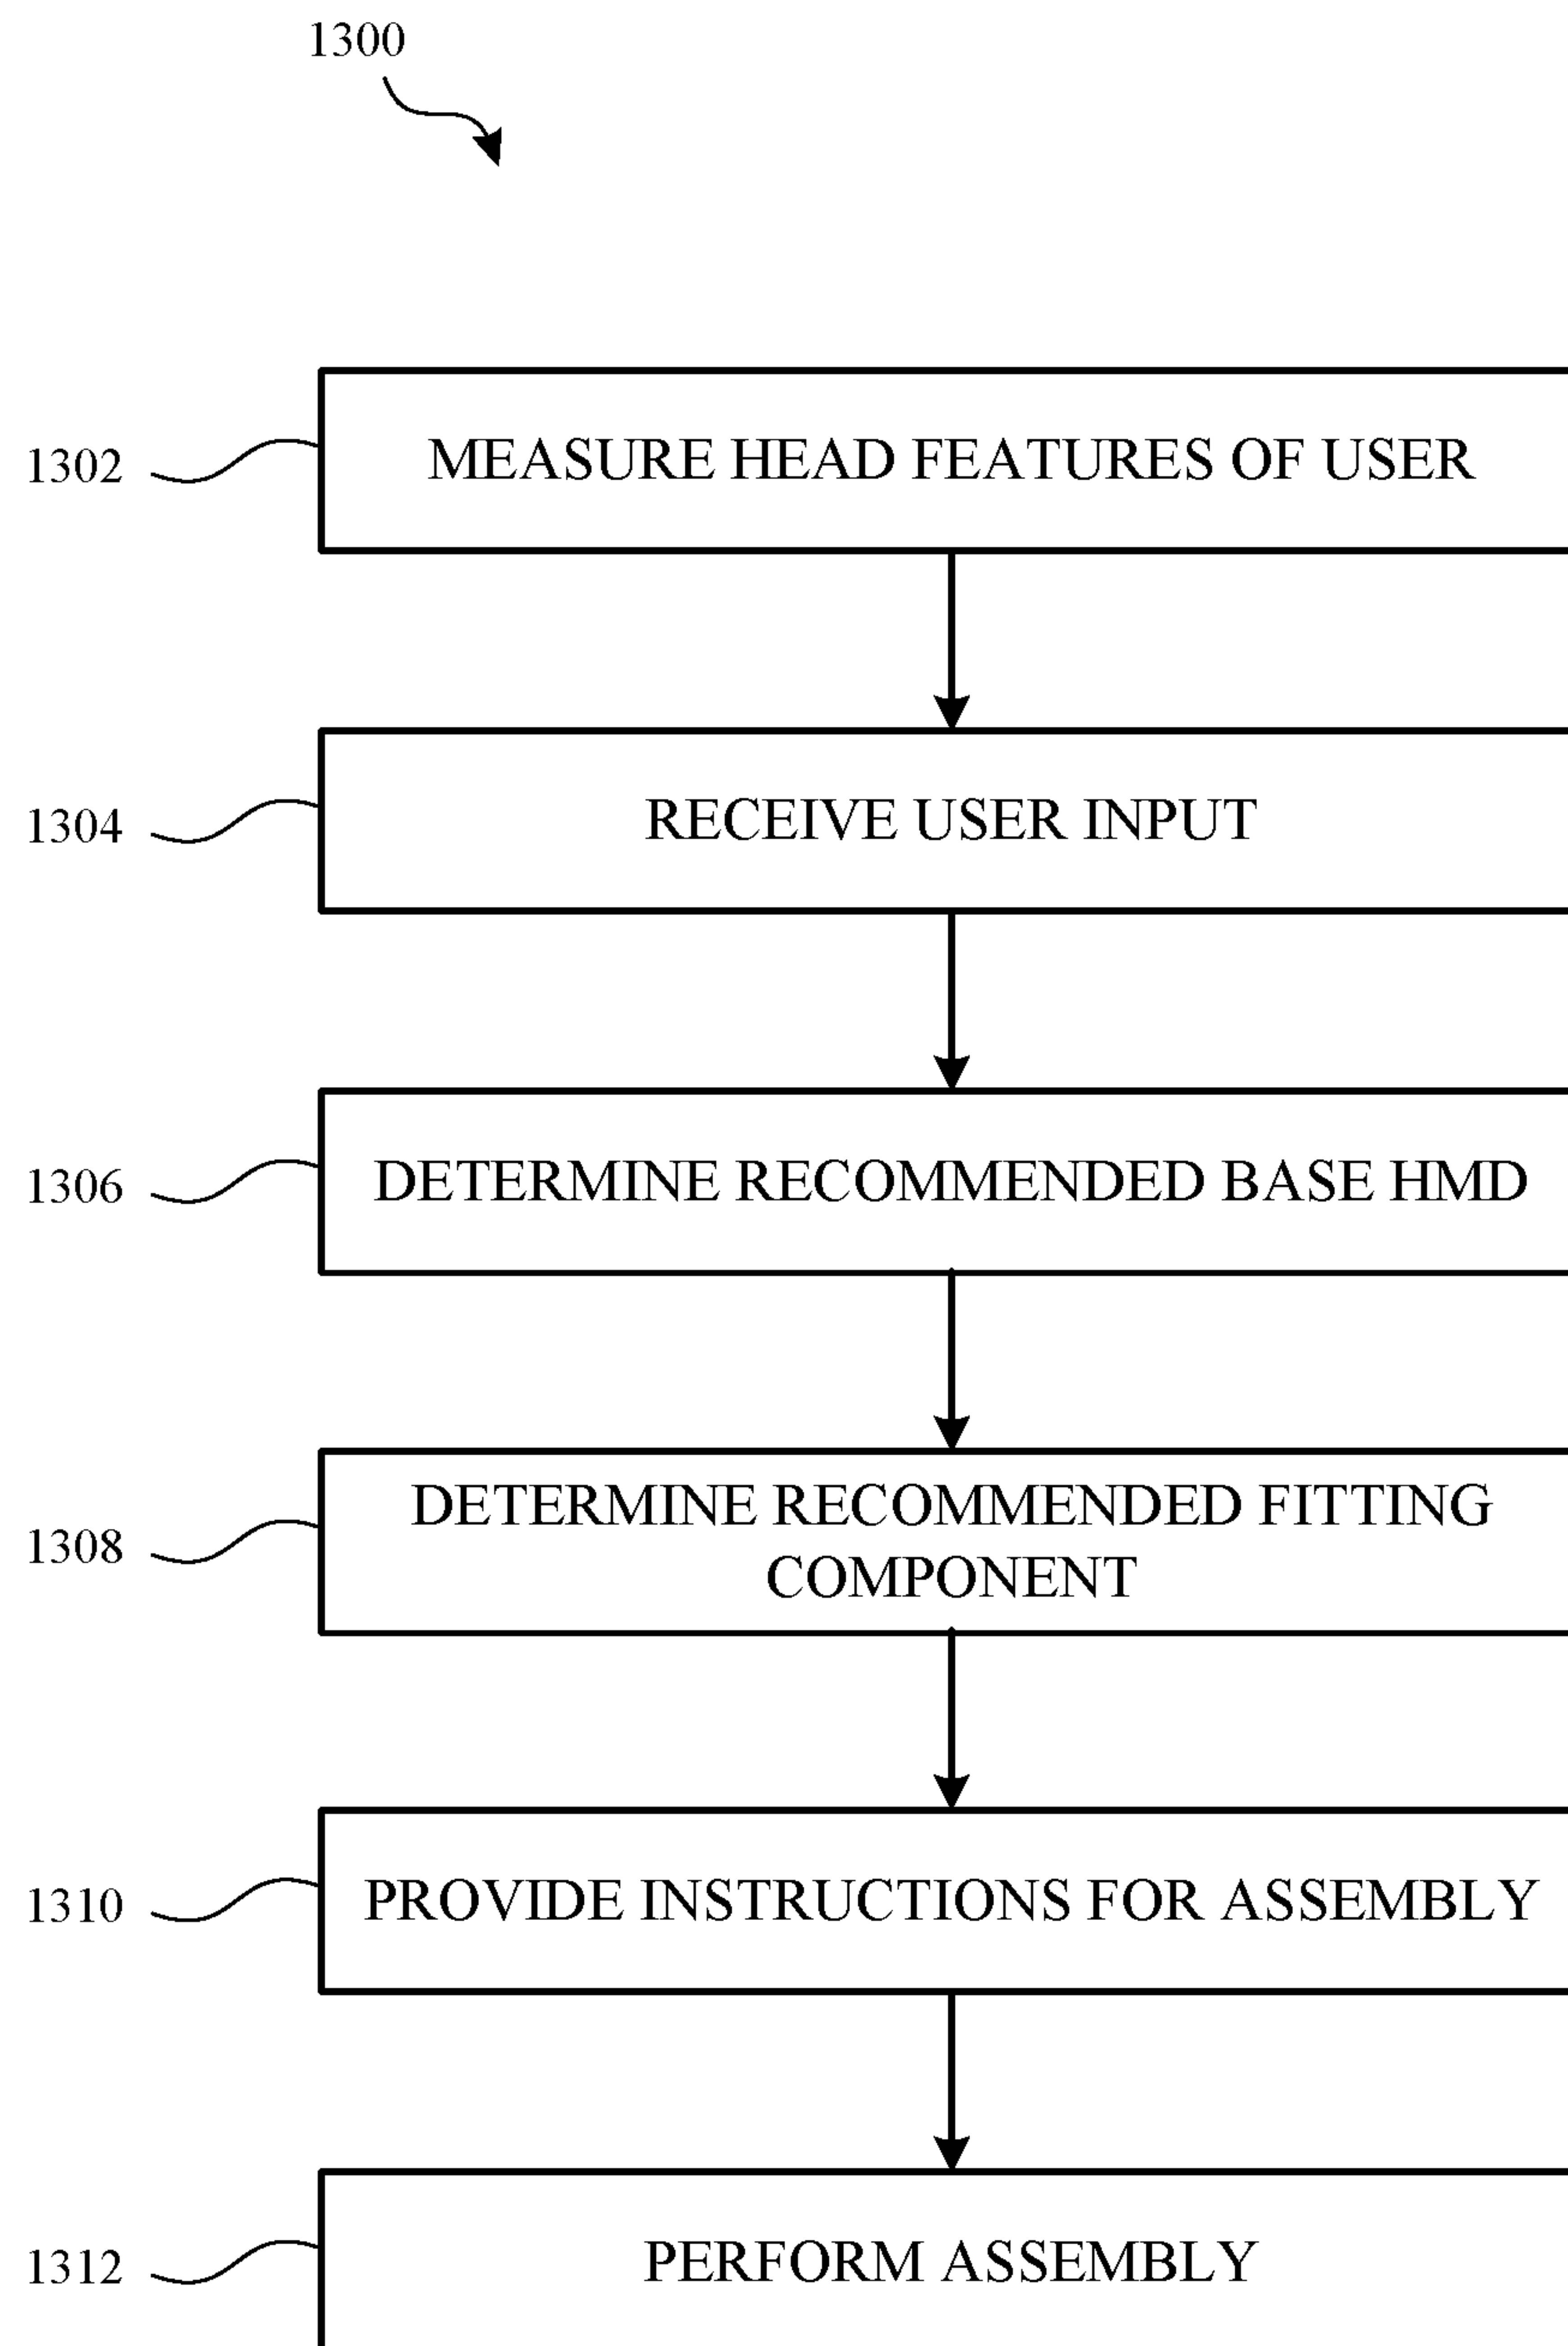 1300
1302
MEASURE HEAD FEATURES OF USER
1304
RECEIVE USER INPUT
1306
DETERMINE RECOMMENDED BASE HMD
1308
DETERMINE RECOMMENDED FITTING
COMPONENT
1310
PROVIDE INSTRUCTIONS FOR ASSEMBLY
1312
PERFORM ASSEMBLY